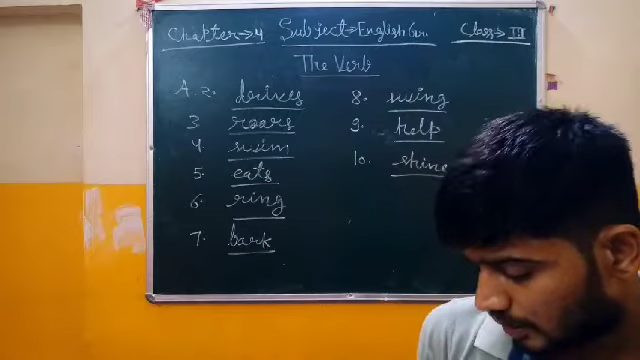 Chapter→4 Subject→English Gr. Class→III
The Verb
A. 2. drives
3 roars
4 swim
5. eats
6. ring
7. bark
8. swing
9. help
10. shine